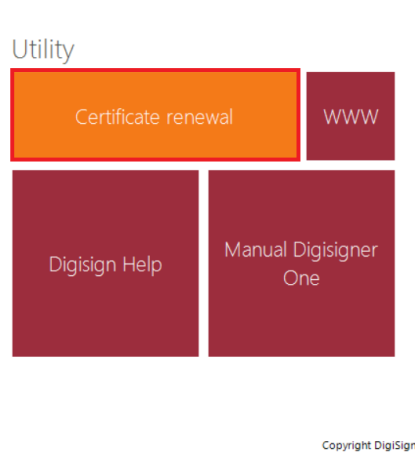 Utility
Certificate renewal
WWW
Digisign Help
Manual Digisigner
One
Copyright DigiSign